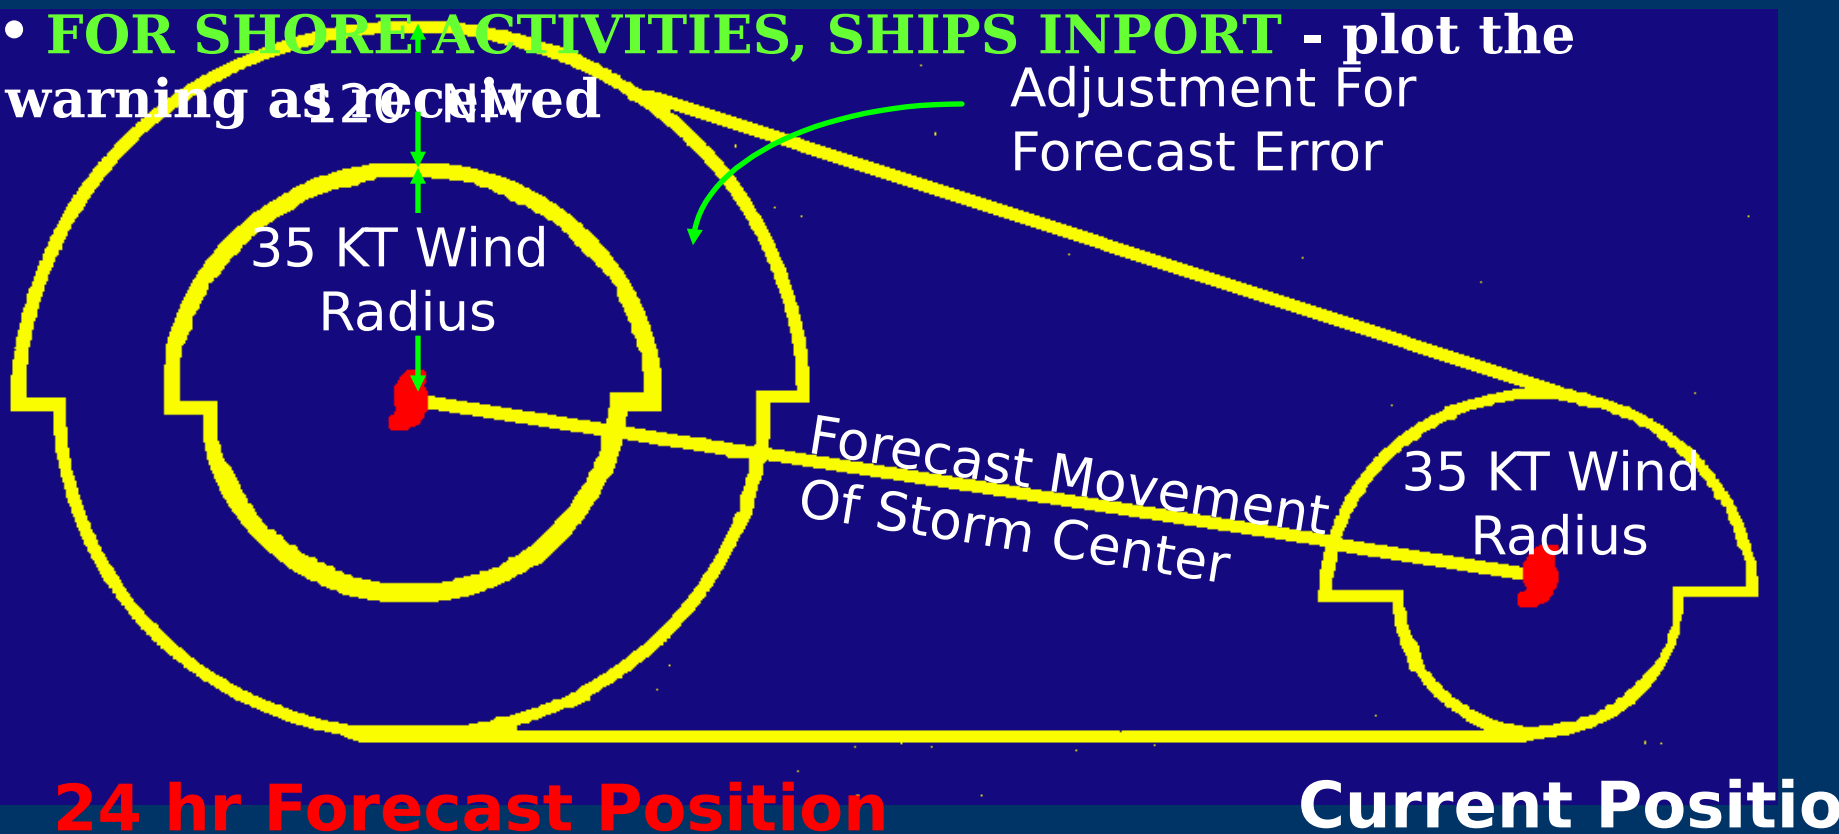 • FOR SHORE ACTIVITIES, SHIPS INPORT - plot the
warning as received
120 NM
Adjustment For
Forecast Error
35 KT Wind
Radius
Forecast Movement
Of Storm Center
35 KT Wind
Radius
24 hr Forecast Position
Current Positio